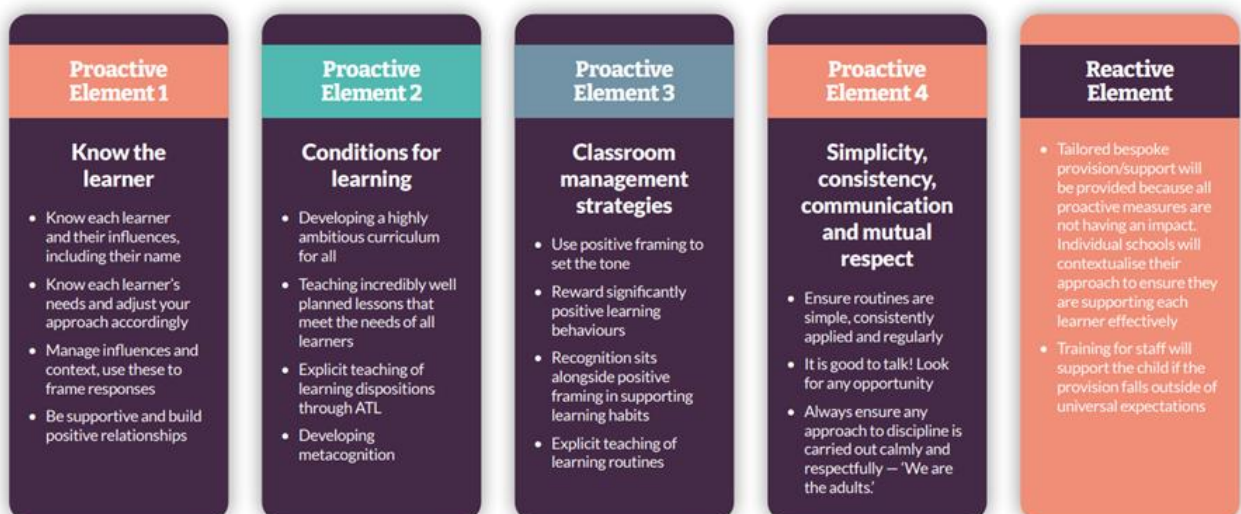 Proactive
Element 1
Know the
learner
• Know each learner
and their influences,
including their name
• Know each learner's
needs and adjust your
approach accordingly
• Manage influences and
context, use these to
frame responses
• Be supportive and build
positive relationships
Proactive
Element 2
Conditions for
learning
• Developing a highly
ambitious curriculum
for all
• Teaching incredibly well
planned lessons that
meet the needs of all
learners
• Explicit teaching of
learning dispositions
through ATL
• Developing
metacognition
Proactive
Element 3
Classroom
management
strategies
• Use positive framing to
set the tone
• Reward significantly
positive learning
behaviours
• Recognition sits
alongside positive
framing in supporting
learning habits
• Explicit teaching of
learning routines
Proactive
Element 4
Simplicity,
consistency,
communication
and mutual
respect
• Ensure routines are
simple, consistently
applied and regularly
• It is good to talk! Look
for any opportunity
• Always ensure any
approach to discipline is
carried out calmly and
respectfully — 'We are
the adults.'
Reactive
Element
• Tailored bespoke
provision/support will
be provided because all
proactive measures are
not having an impact.
Individual schools will
contextualise their
approach to ensure they
are supporting each
learner effectively
• Training for staff will
support the child if the
provision falls outside of
universal expectations